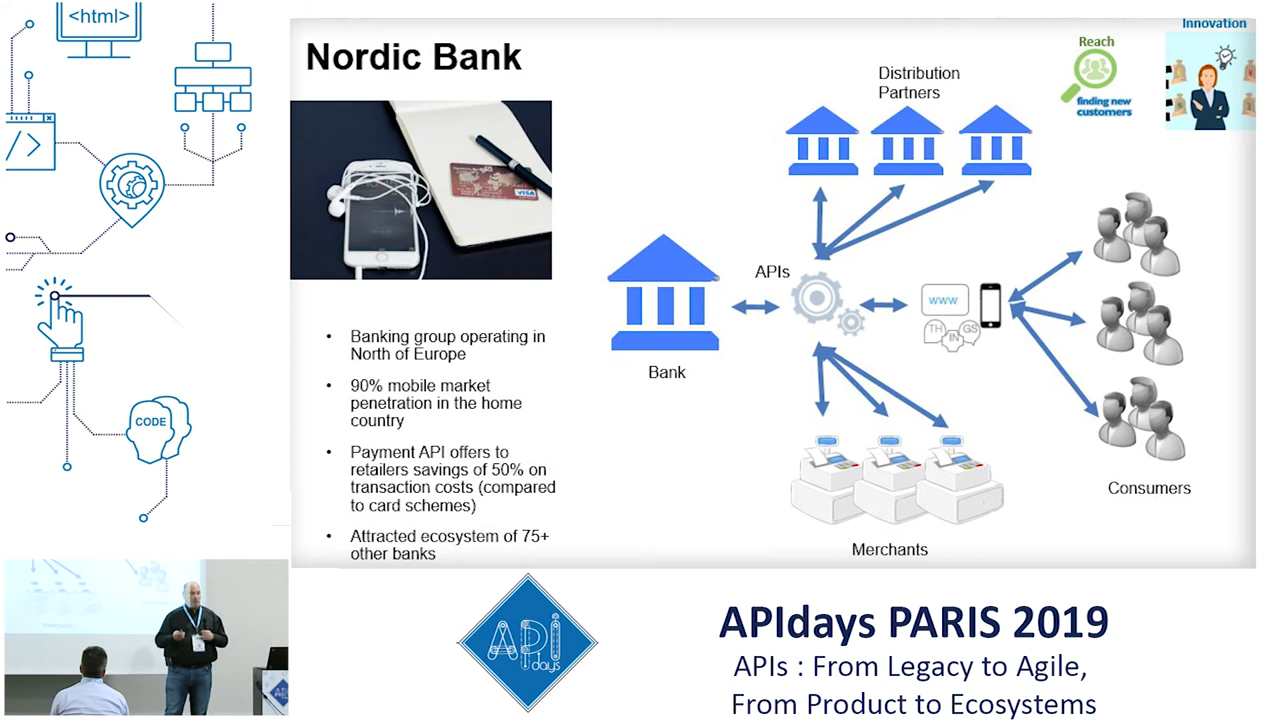 <html>
</>
CODE
Nordic Bank
VISA
Banking group operating in
North of Europe
90% mobile market
penetration in the home
country
Payment API offers to
retailers savings of 50% on
transaction costs (compared
to card schemes)
Attracted ecosystem of 75+
other banks
Innovation
Reach
finding new
customers
Distribution
Partners
APIs
www
TH
IN
GS
Bank
Consumers
Merchants
API
days
APIdays PARIS 2019
APIs : From Legacy to Agile,
From Product to Ecosystems